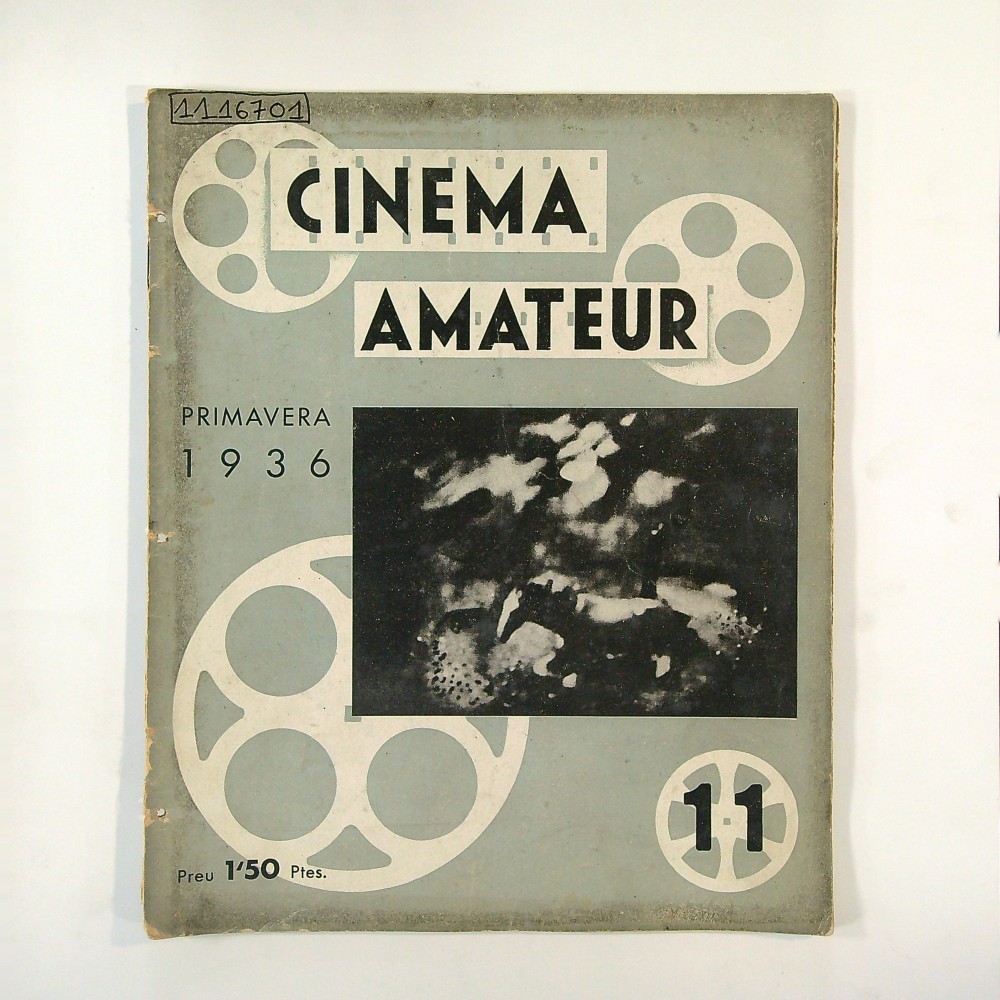 1116701
CINEMA
AMATEUR
PRIMAVERA
1936
11
Preu 1'50 Ptes.